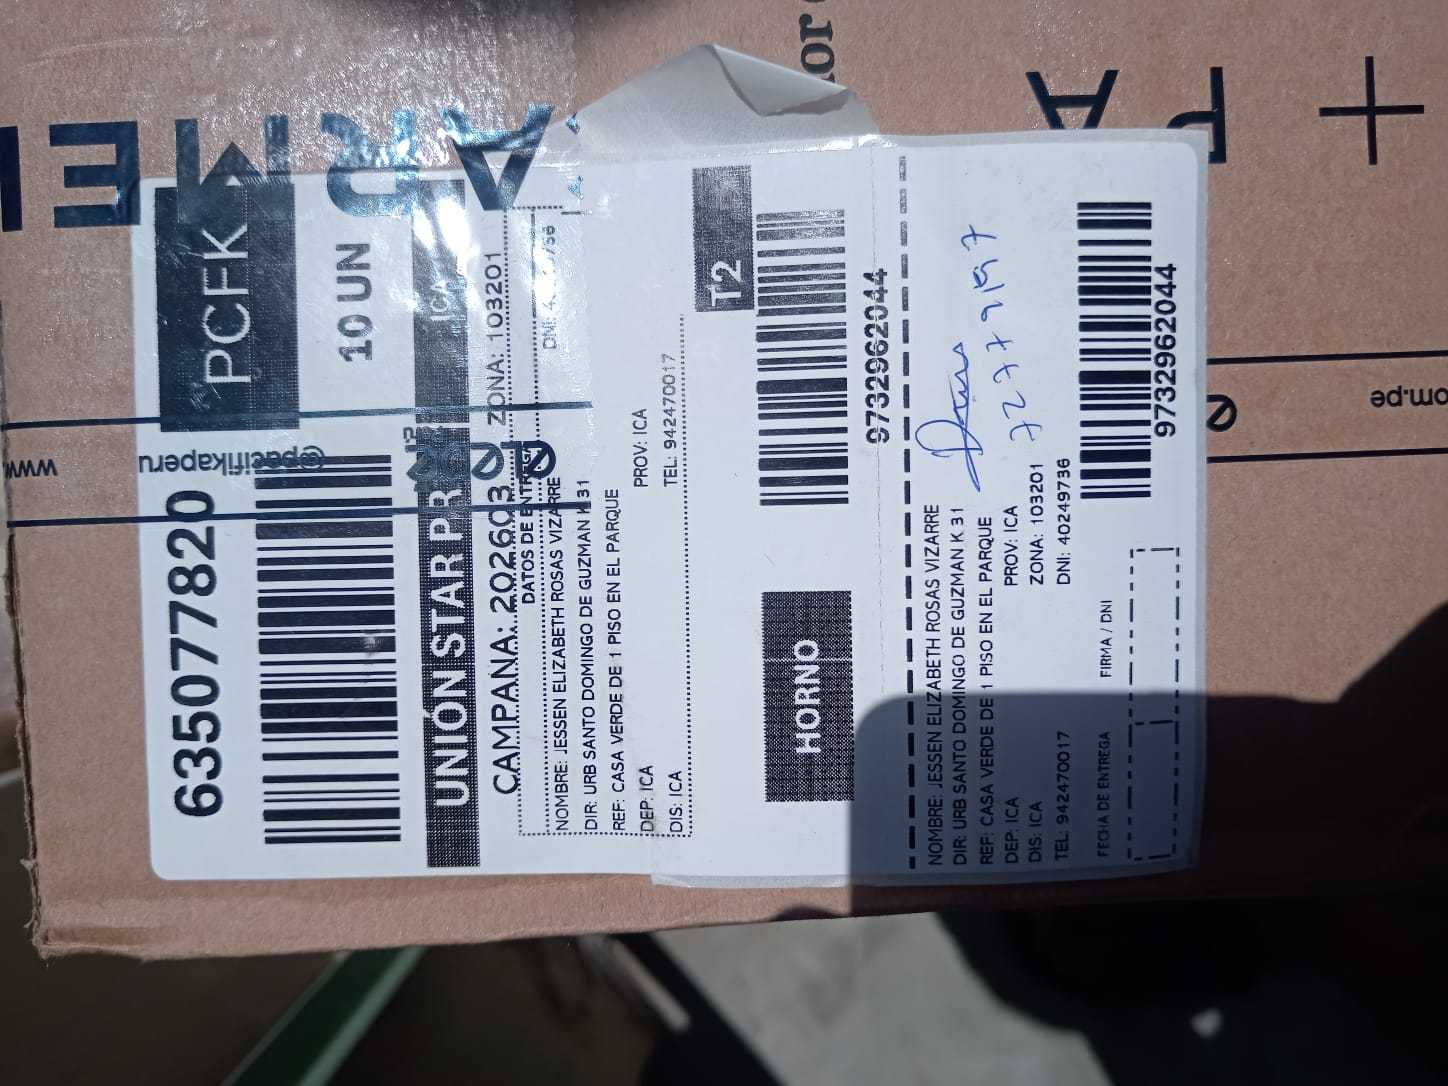 PCFK
635077820
10 UN
UNIÓN STAR PR
ICA
CAMPAÑA: 202603
ZONA: 103201
DATOS DE ENTREGA
NOMBRE: JESSEN ELIZABETH ROSAS VIZARRE
DIR: URB SANTO DOMINGO DE GUZMAN K 31
REF: CASA VERDE DE 1 PISO EN EL PARQUE
DEP: ICA
PROV: ICA
DIS: ICA
TEL: 942470017
T2
HORNO
9732962044
NOMBRE: JESSEN ELIZABETH ROSAS VIZARRE
DIR: URB SANTO DOMINGO DE GUZMAN K 31
REF: CASA VERDE DE 1 PISO EN EL PARQUE
DEP: ICA
PROV: ICA
DIS: ICA
ZONA: 103201
TEL: 942470017
DNI: 40249736
FECHA DE ENTREGA
FIRMA / DNI
9732962044
@pacifikaperu
www.
om.pe